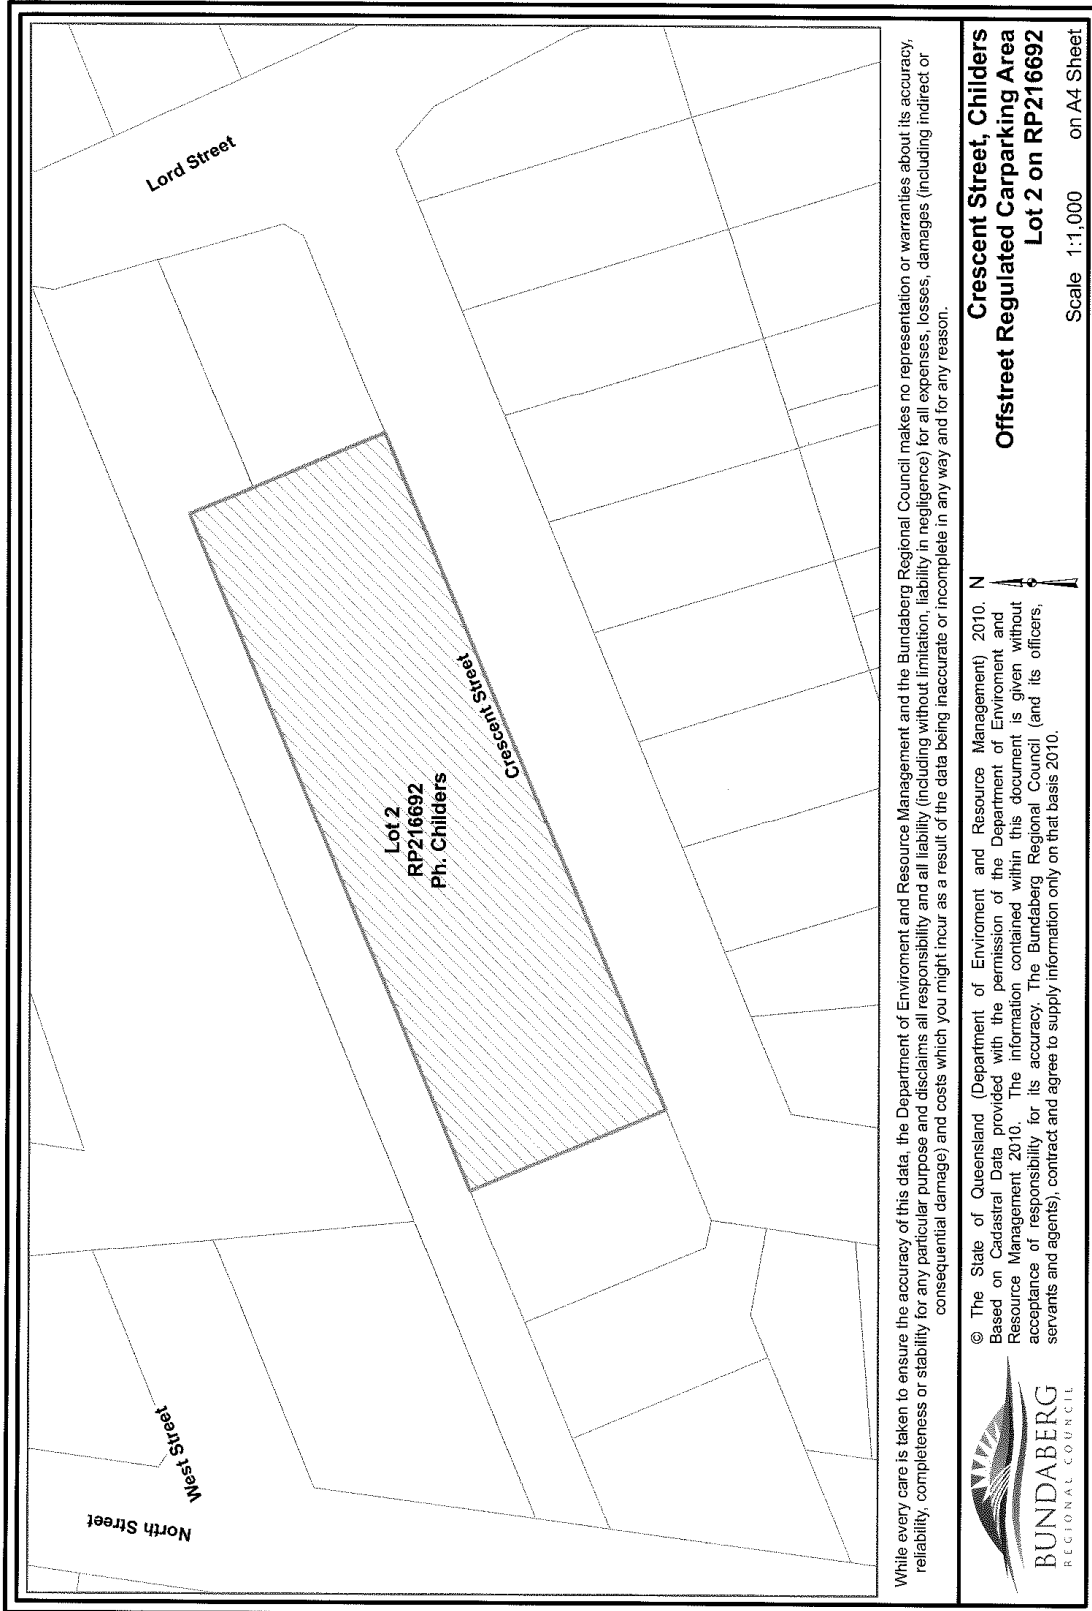 Lord Street
Crescent Street
Lot 2
RP216692
Ph. Childers
West Street
North Street
While every care is taken to ensure the accuracy of this data, the Department of Enviroment and Resource Management and the Bundaberg Regional Council makes no representation or warranties about its accuracy,
reliability, completeness or stability for any particular purpose and disclaims all responsibility and all liability (including without limitation, liability in negligence) for all expenses, losses, damages (including indirect or
consequential damage) and costs which you might incur as a result of the data being inaccurate or incomplete in any way and for any reason.
BUNDABERG
REGIONAL COUNCIL
© The State of Queensland (Department of Enviroment and Resource Management) 2010.
Based on Cadastral Data provided with the permission of the Department of Enviroment and
Resource Management 2010. The information contained within this document is given without
acceptance of responsibility for its accuracy. The Bundaberg Regional Council (and its officers,
servants and agents), contract and agree to supply information only on that basis 2010.
N
Crescent Street, Childers
Offstreet Regulated Carparking Area
Lot 2 on RP216692
Scale 1:1,000 on A4 Sheet